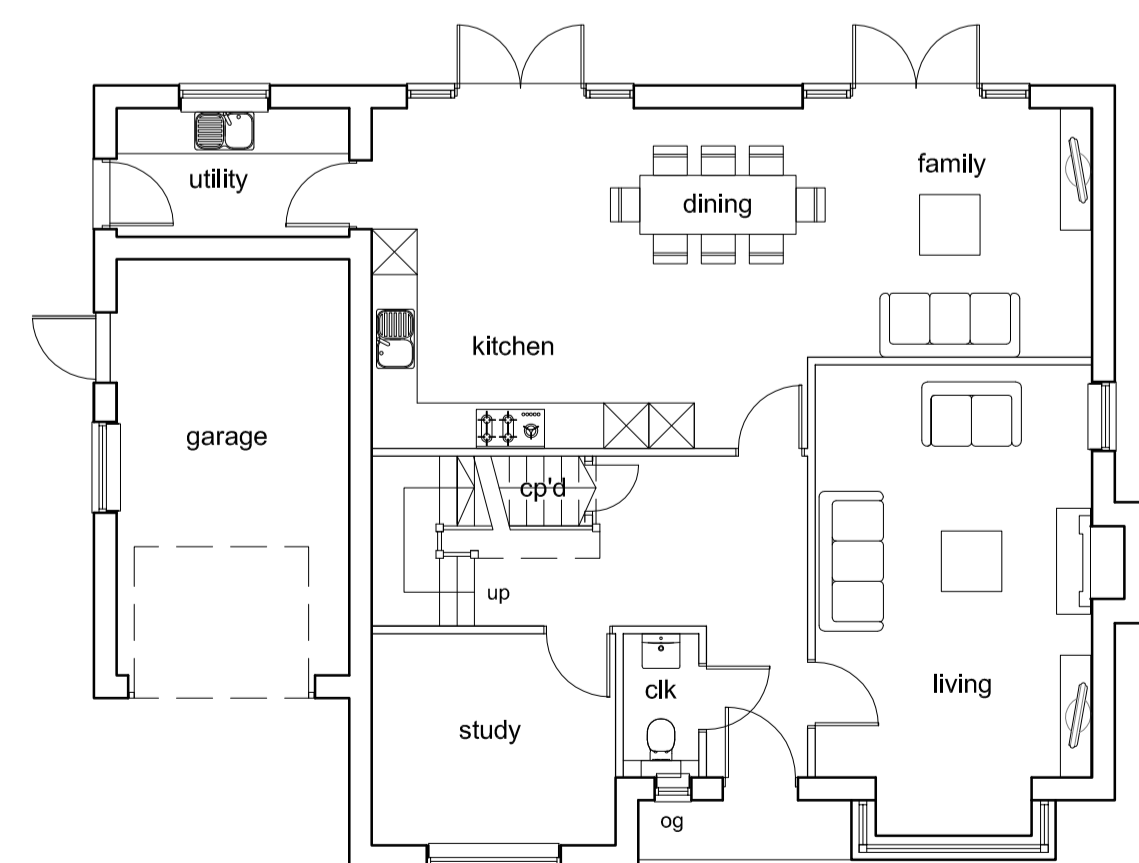 utility
family
dining
kitchen
garage
cp'd
up
living
clk
study
og